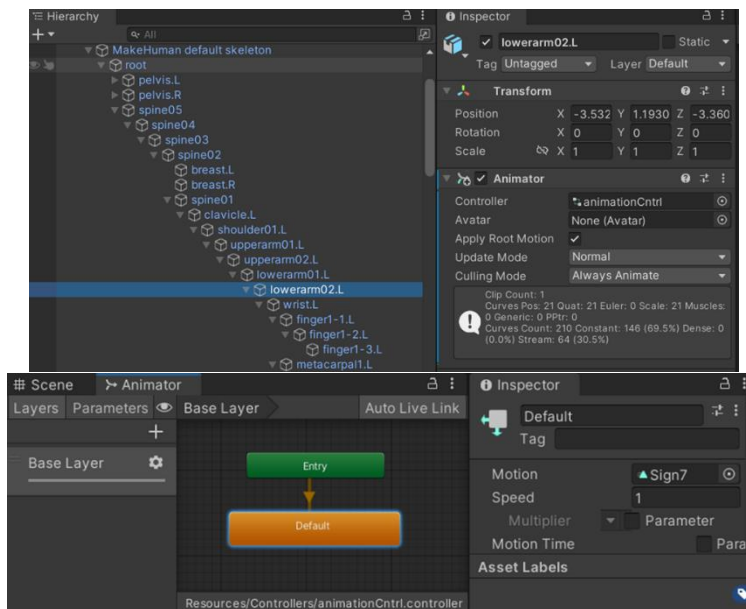 Hierarchy
All
MakeHuman default skeleton
root
pelvis.L
pelvis.R
spine05
spine04
spine03
spine02
breast.L
breast.R
spine01
clavicle.L
shoulder01.L
upperarm01.L
upperarm02.L
lowerarm01.L
lowerarm02.L
wrist.L
finger1-1.L
finger1-2.L
finger1-3.L
metacarpal1.L
Inspector
lowerarm02.L Static
Tag Untagged Layer Default
Transform
Position X -3.532 Y 1.1930 Z -3.360
Rotation X 0 Y 0 Z 0
Scale X 1 Y 1 Z 1
Animator
Controller animationCntrl
Avatar None (Avatar)
Apply Root Motion
Update Mode Normal
Culling Mode Always Animate
Clip Count: 1
Curves Pos: 21 Quat: 21 Euler: 0 Scale: 21 Muscles:
0 Generic: 0 PPtr: 0
Curves Count: 210 Constant: 146 (69.5%) Dense: 0
(0.0%) Stream: 64 (30.5%)
Scene Animator
Layers Parameters Base Layer Auto Live Link
Base Layer
Entry
Default
Resources/Controllers/animationCntrl.controller
Inspector
Default
Tag
Motion Sign7
Speed 1
Multiplier Parameter
Motion Time Para
Asset Labels